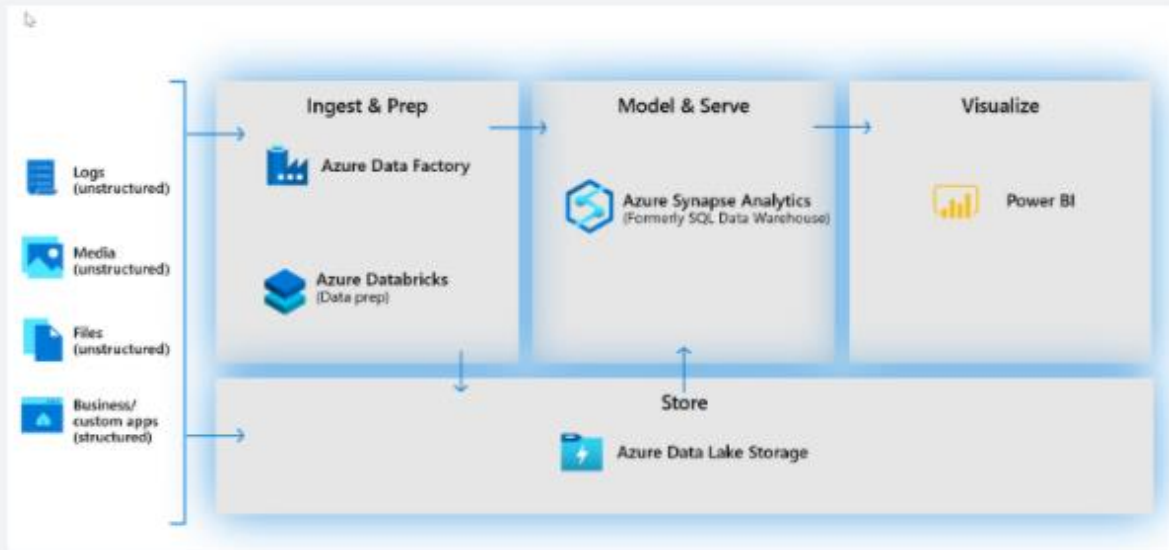 Logs
(unstructured)
Media
(unstructured)
Files
(unstructured)
Business/
custom apps
(structured)
Ingest & Prep
Azure Data Factory
Azure Databricks
(Data prep)
Model & Serve
Azure Synapse Analytics
(Formerly SQL Data Warehouse)
Visualize
Power BI
Store
Azure Data Lake Storage